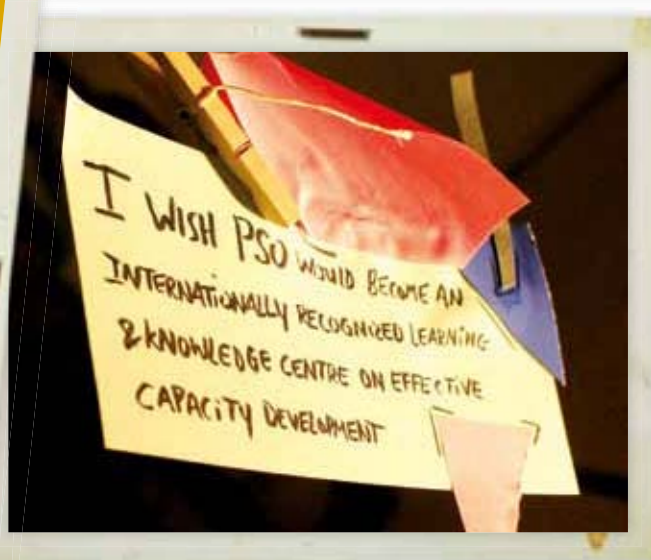 I WISH PSO WOULD BECOME AN
INTERNATIONALLY RECOGNIZED LEARNING
& KNOWLEDGE CENTRE ON EFFECTIVE
CAPACITY DEVELOPMENT